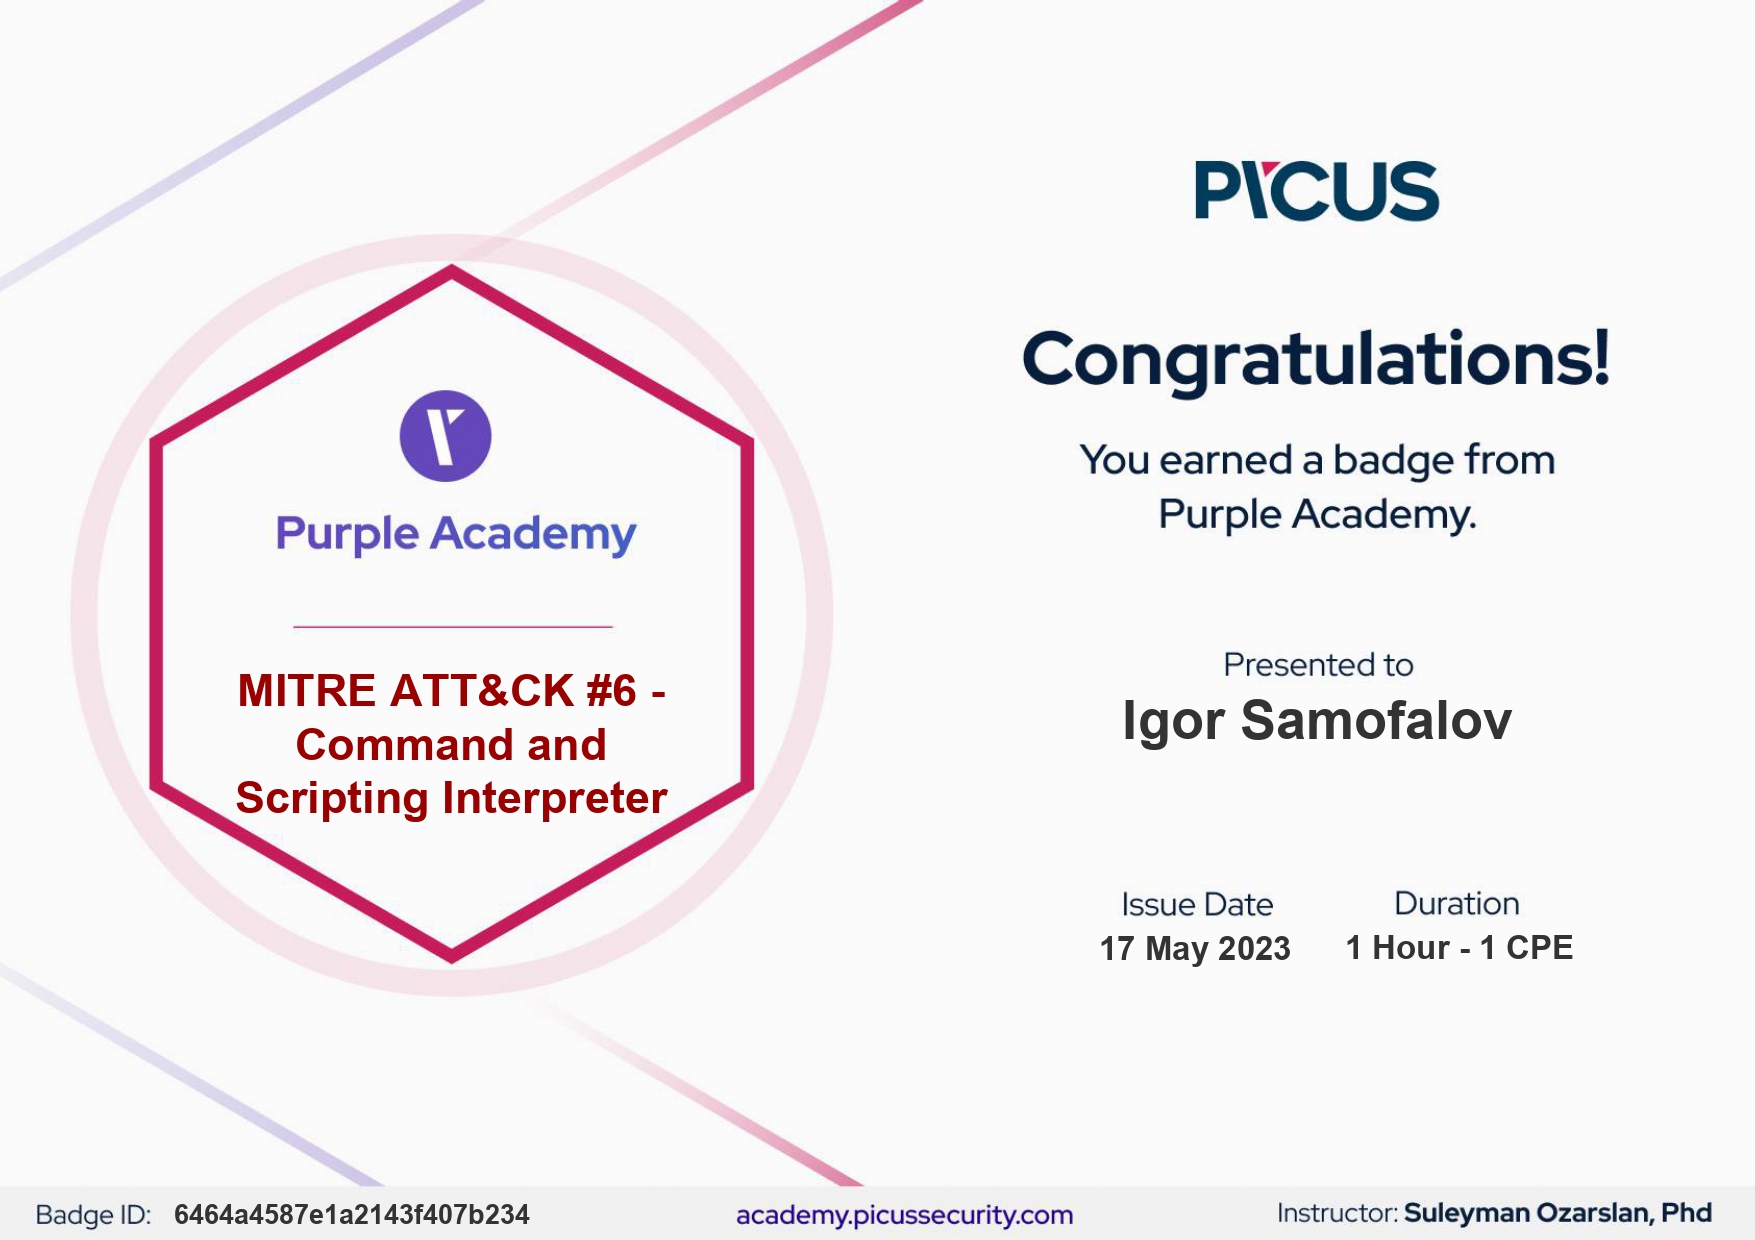 PICUS
Congratulations!
You earned a badge from
Purple Academy.
Purple Academy
MITRE ATT&CK #6 -
Command and
Scripting Interpreter
Presented to
Igor Samofalov
Issue Date
17 May 2023
Duration
1 Hour - 1 CPE
Badge ID: 6464a4587e1a2143f407b234
academy.picussecurity.com
Instructor: Suleyman Ozarslan, Phd